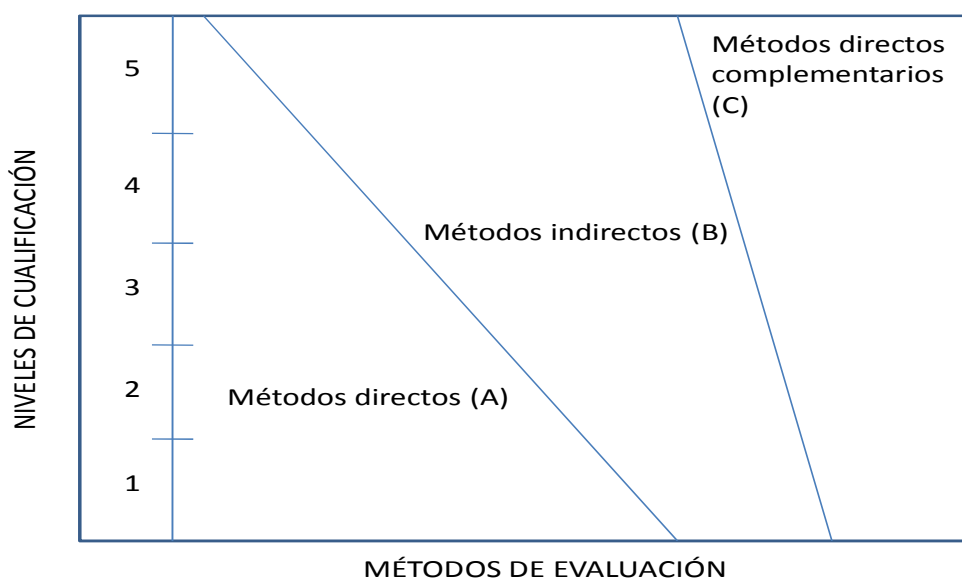 Métodos directos
complementarios
(C)
5
4
Métodos indirectos (B)
3
2
Métodos directos (A)
1
NIVELES DE CUALIFICACIÓN
MÉTODOS DE EVALUACIÓN